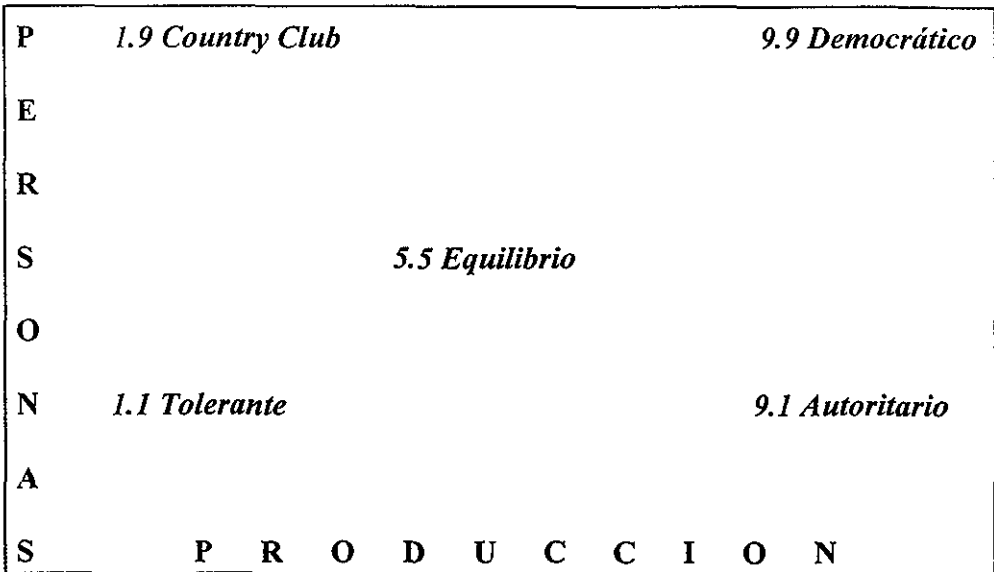 P 1.9 Country Club 9.9 Democrático
E
R
S 5.5 Equilibrio
O
N 1.1 Tolerante 9.1 Autoritario
A
S P R O D U C C I O N